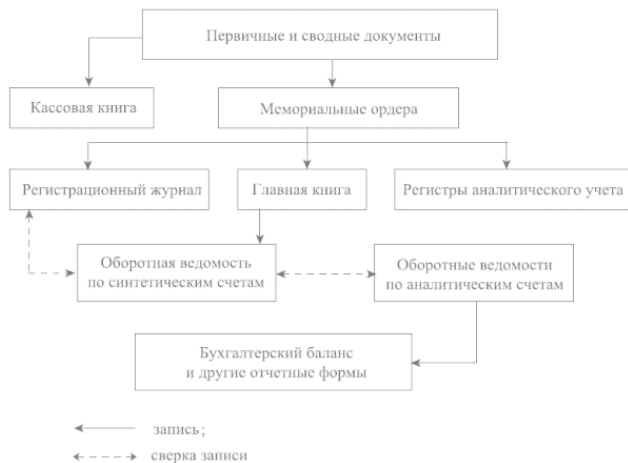 Первичные и сводные документы
Кассовая книга
Мемориальные ордера
Регистрационный журнал
Главная книга
Регистры аналитического учета
Оборотная ведомость
по синтетическим счетам
Оборотные ведомости
по аналитическим счетам
Бухгалтерский баланс
и другие отчетные формы
запись;
сверка записи